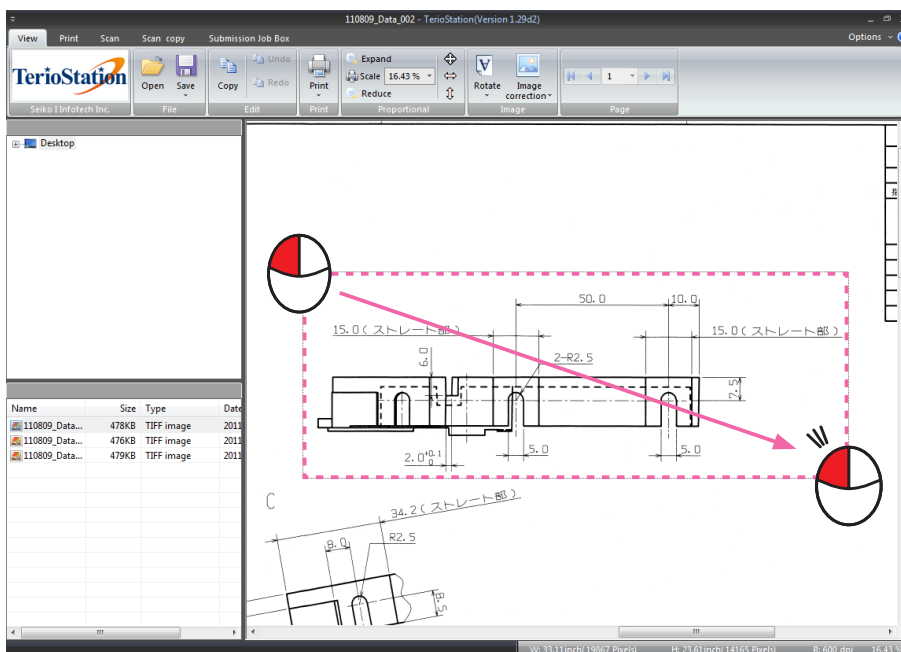 110809_Data_002 - TerioStation(Version 1.29d2)
View Print Scan Scan copy Submission Job Box Options
TerioStation
Seiko I Infotech Inc.
Open Save
File
Copy Undo Redo
Edit
Print
Print
Expand
Scale 16.43 %
Reduce
Proportional
Rotate Image correction
Image
1
Page
Desktop
Name Size Type Date
110809_Data... 478KB TIFF image 2011
110809_Data... 476KB TIFF image 2011
110809_Data... 479KB TIFF image 2011
50.0 10.0
15.0(ストレート部) 15.0(ストレート部)
6.0 2-R2.5
7.5
2.0 +0.1 0 5.0 5.0
C
34.2(ストレート部)
8.0 R2.5
8.5
W: 33.11inch( 19867 Pixels) H: 23.61inch( 14165 Pixels) R: 600 dpi 16.43 %